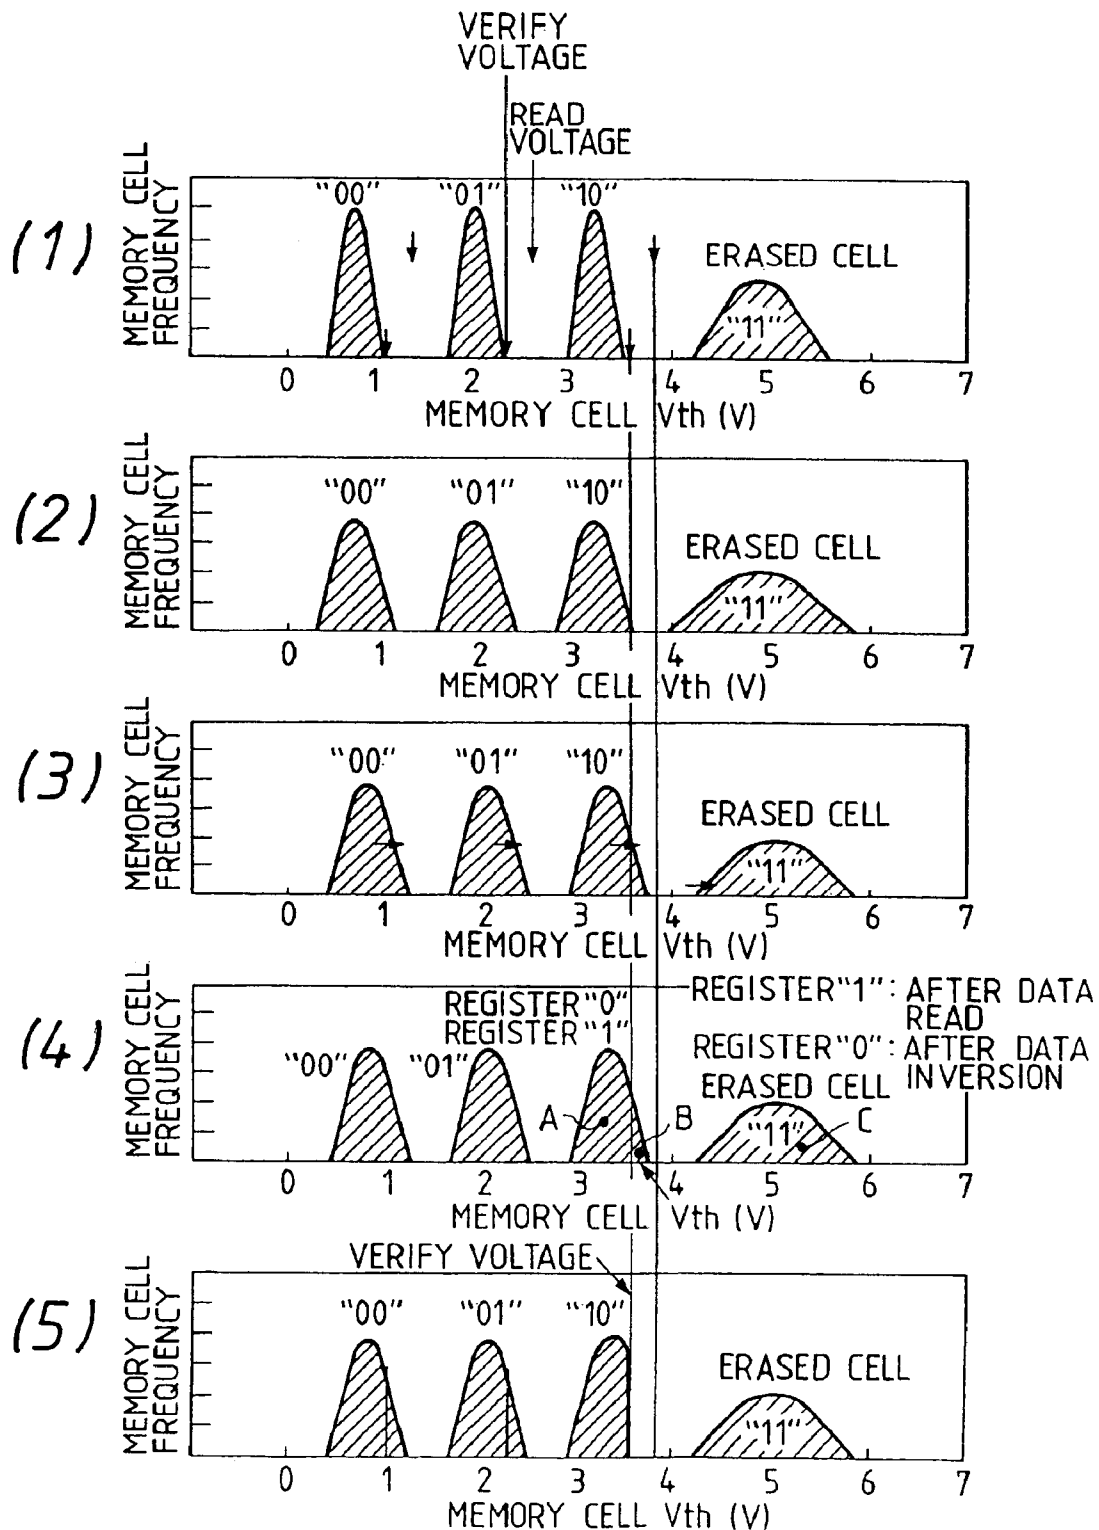 VERIFY
VOLTAGE
READ
VOLTAGE
(1)
MEMORY CELL
FREQUENCY
"00"
"01"
"10"
ERASED CELL
"11"
0 1 2 3 4 5 6 7
MEMORY CELL Vth (V)
(2)
MEMORY CELL
FREQUENCY
"00"
"01"
"10"
ERASED CELL
"11"
0 1 2 3 4 5 6 7
MEMORY CELL Vth (V)
(3)
MEMORY CELL
FREQUENCY
"00"
"01"
"10"
ERASED CELL
"11"
0 1 2 3 4 5 6 7
MEMORY CELL Vth (V)
(4)
MEMORY CELL
FREQUENCY
REGISTER "0"
REGISTER "1"
REGISTER "1": AFTER DATA
READ
REGISTER "0": AFTER DATA
INVERSION
"00"
"01"
ERASED CELL
A
B
"11"
C
0 1 2 3 4 5 6 7
MEMORY CELL Vth (V)
VERIFY VOLTAGE
(5)
MEMORY CELL
FREQUENCY
"00"
"01"
"10"
ERASED CELL
"11"
0 1 2 3 4 5 6 7
MEMORY CELL Vth (V)